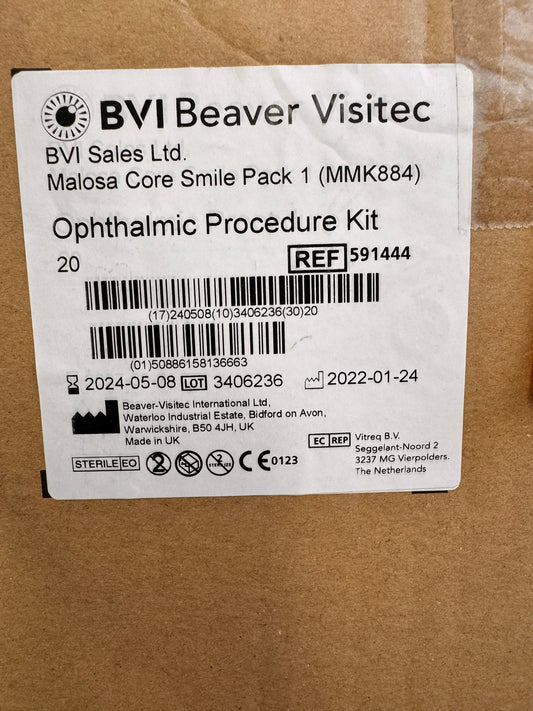 BVI Beaver Visitec
BVI Sales Ltd.
Malosa Core Smile Pack 1 (MMK884)
Ophthalmic Procedure Kit
20
REF 591444
(17)240508(10)3406236(30)20
(01)50886158136663
2024-05-08 LOT 3406236 2022-01-24
Beaver-Visitec International Ltd,
Waterloo Industrial Estate, Bidford on Avon,
Warwickshire, B50 4JH, UK
Made in UK
EC REP
Vitreq B.V.
Seggelant-Noord 2
3237 MG Vierpolders.
The Netherlands
STERILE EO 2 2 STERILIZE CE 0123